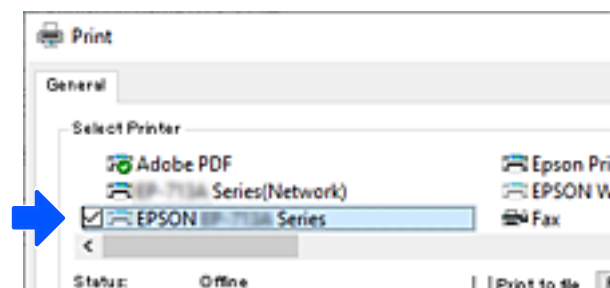 Print
General
Select Printer
Adobe PDF
Epson Pri
Series(Network)
EPSON W
EPSON Series
Fax
Status: Offline
Print to file